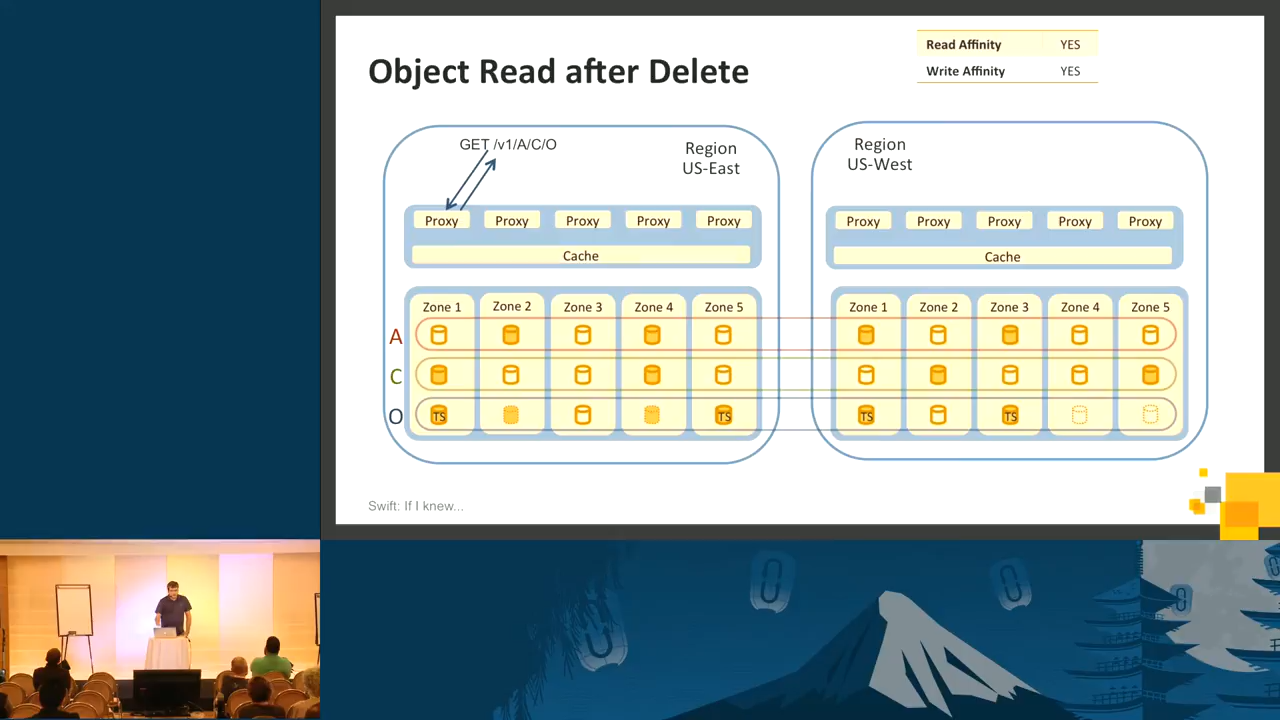 Object Read after Delete
Read Affinity YES
Write Affinity YES
GET /v1/A/C/O
Region
US-East
Region
US-West
Proxy Proxy Proxy Proxy Proxy
Cache
Proxy Proxy Proxy Proxy Proxy
Cache
Zone 1 Zone 2 Zone 3 Zone 4 Zone 5
Zone 1 Zone 2 Zone 3 Zone 4 Zone 5
A
C
O
TS TS TS TS
Swift: If I knew...